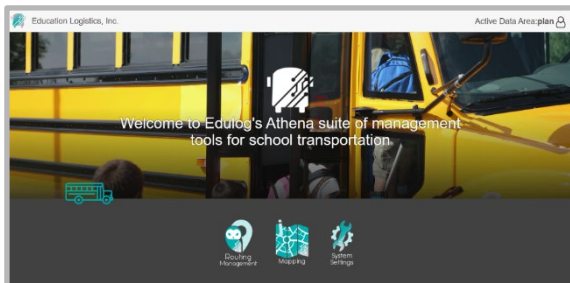 Education Logistics, Inc.
Active Data Area:plan
Welcome to Edulog's Athena suite of management
tools for school transportation
Routing
Management
Mapping
System
Settings